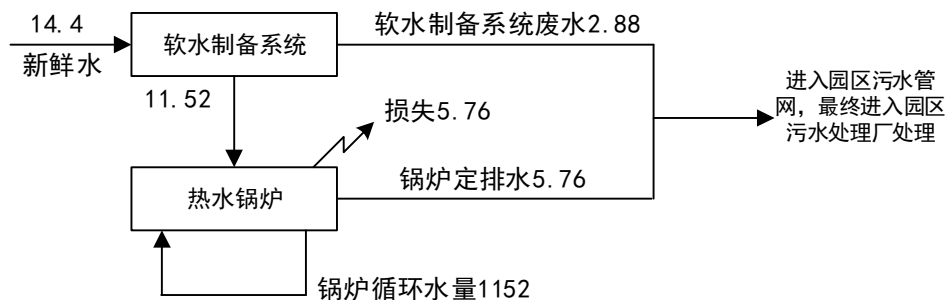 14.4
新鲜水
软水制备系统
软水制备系统废水2.88
11.52
损失5.76
进入园区污水管
网，最终进入园区
污水处理厂处理
热水锅炉
锅炉定排水5.76
锅炉循环水量1152